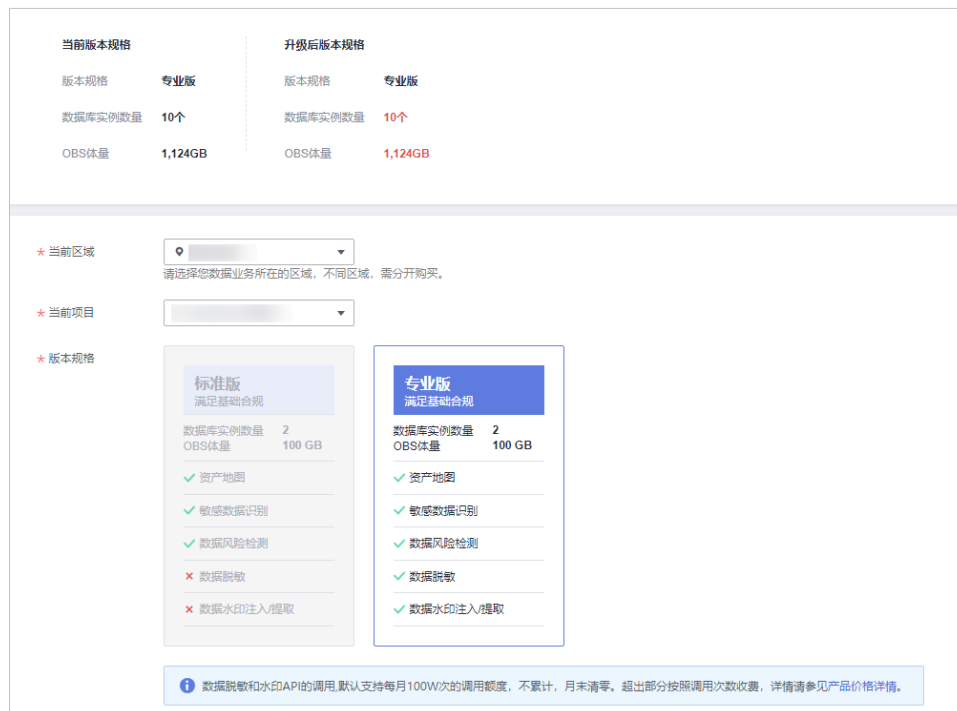 当前版本规格
升级后版本规格
版本规格 专业版
版本规格 专业版
数据库实例数量 10个
数据库实例数量 10个
OBS体量 1,124GB
OBS体量 1,124GB
* 当前区域
请选择您数据业务所在的区域，不同区域，需分开购买。
* 当前项目
* 版本规格
标准版
满足基础合规
数据库实例数量 2
OBS体量 100 GB
资产地图
敏感数据识别
数据风险检测
数据脱敏
数据水印注入/提取
专业版
满足基础合规
数据库实例数量 2
OBS体量 100 GB
资产地图
敏感数据识别
数据风险检测
数据脱敏
数据水印注入/提取
数据脱敏和水印API的调用,默认支持每月100W次的调用额度，不累计，月末清零。超出部分按照调用次数收费，详情请参见产品价格详情。